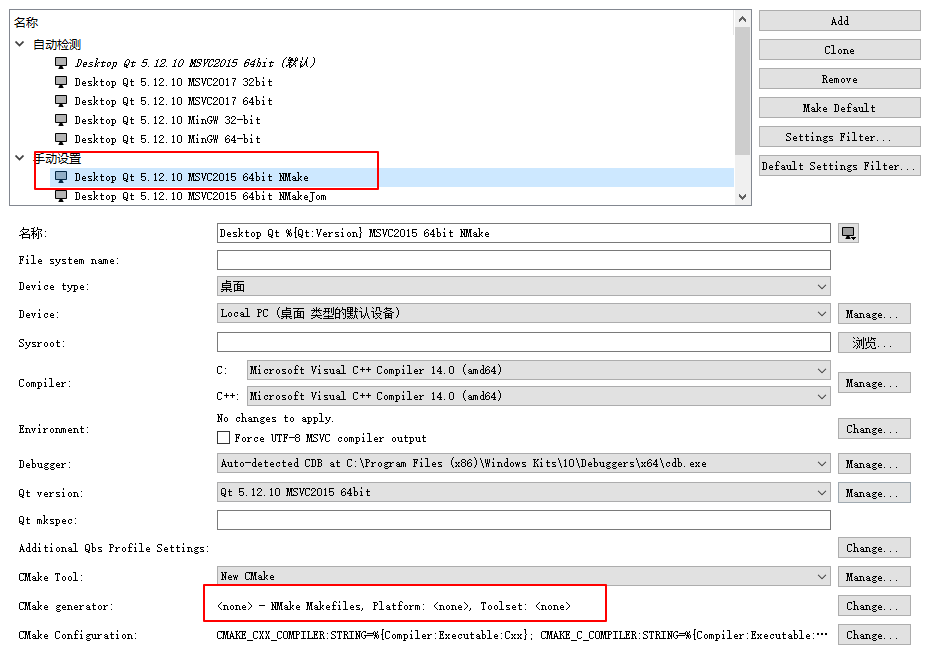 名称
自动检测
Desktop Qt 5.12.10 MSVC2015 64bit (默认)
Desktop Qt 5.12.10 MSVC2017 32bit
Desktop Qt 5.12.10 MSVC2017 64bit
Desktop Qt 5.12.10 MinGW 32-bit
Desktop Qt 5.12.10 MinGW 64-bit
手动设置
Desktop Qt 5.12.10 MSVC2015 64bit NMake
Desktop Qt 5.12.10 MSVC2015 64bit NMakeJom
Add
Clone
Remove
Make Default
Settings Filter...
Default Settings Filter...
名称: Desktop Qt %{Qt:Version} MSVC2015 64bit NMake
File system name:
Device type: 桌面
Device: Local PC (桌面 类型的默认设备) Manage...
Sysroot: 浏览...
C: Microsoft Visual C++ Compiler 14.0 (amd64)
Compiler: Manage...
C++: Microsoft Visual C++ Compiler 14.0 (amd64)
No changes to apply.
Environment: Change...
Force UTF-8 MSVC compiler output
Debugger: Auto-detected CDB at C:\Program Files (x86)\Windows Kits\10\Debuggers\x64\cdb.exe Manage...
Qt version: Qt 5.12.10 MSVC2015 64bit Manage...
Qt mkspec:
Additional Qbs Profile Settings: Change...
CMake Tool: New CMake Manage...
CMake generator: <none> - NMake Makefiles, Platform: <none>, Toolset: <none> Change...
CMake Configuration: CMAKE_CXX_COMPILER:STRING=%{Compiler:Executable:Cxx}; CMAKE_C_COMPILER:STRING=%{Compiler:Executable:… Change...